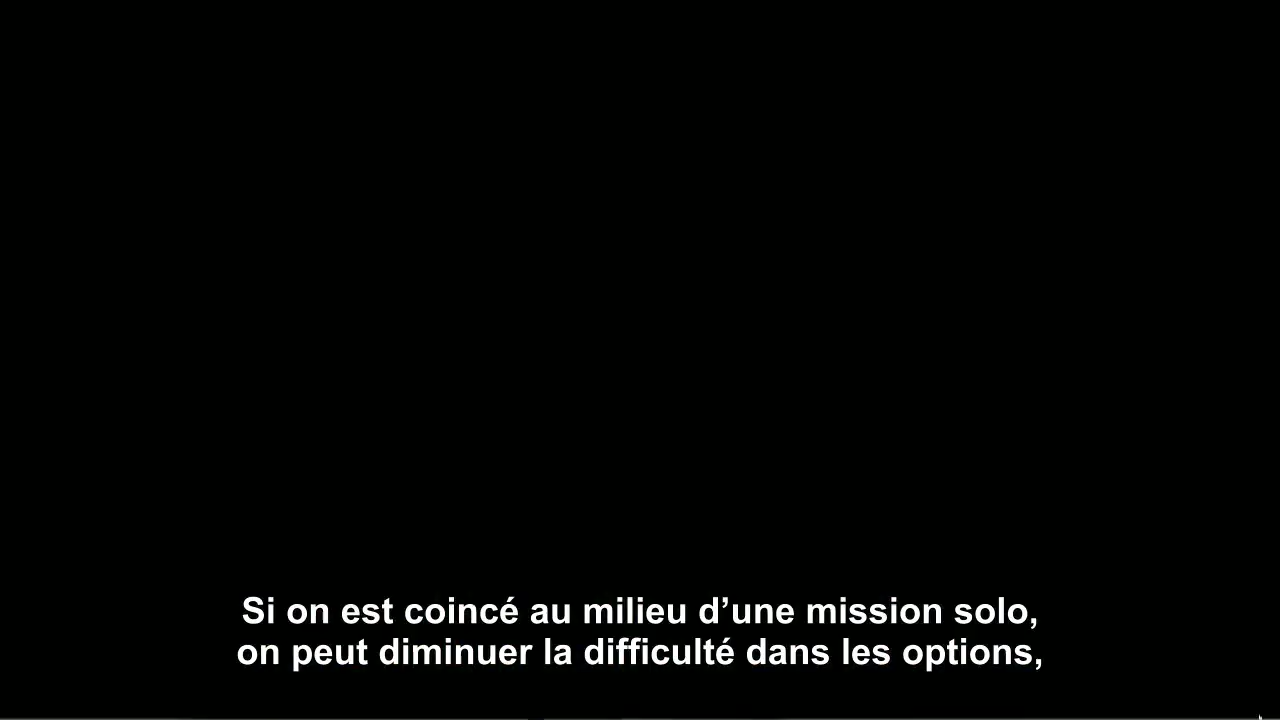 Si on est coincé au milieu d’une mission solo,
on peut diminuer la difficulté dans les options,